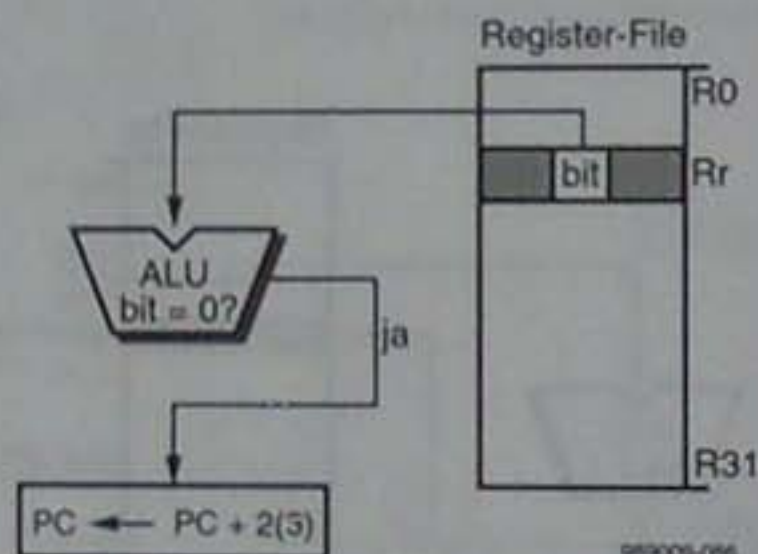 Register-File
R0
bit
Rr
ALU
bit = 0?
ja
R31
PC ← PC + 2(3)